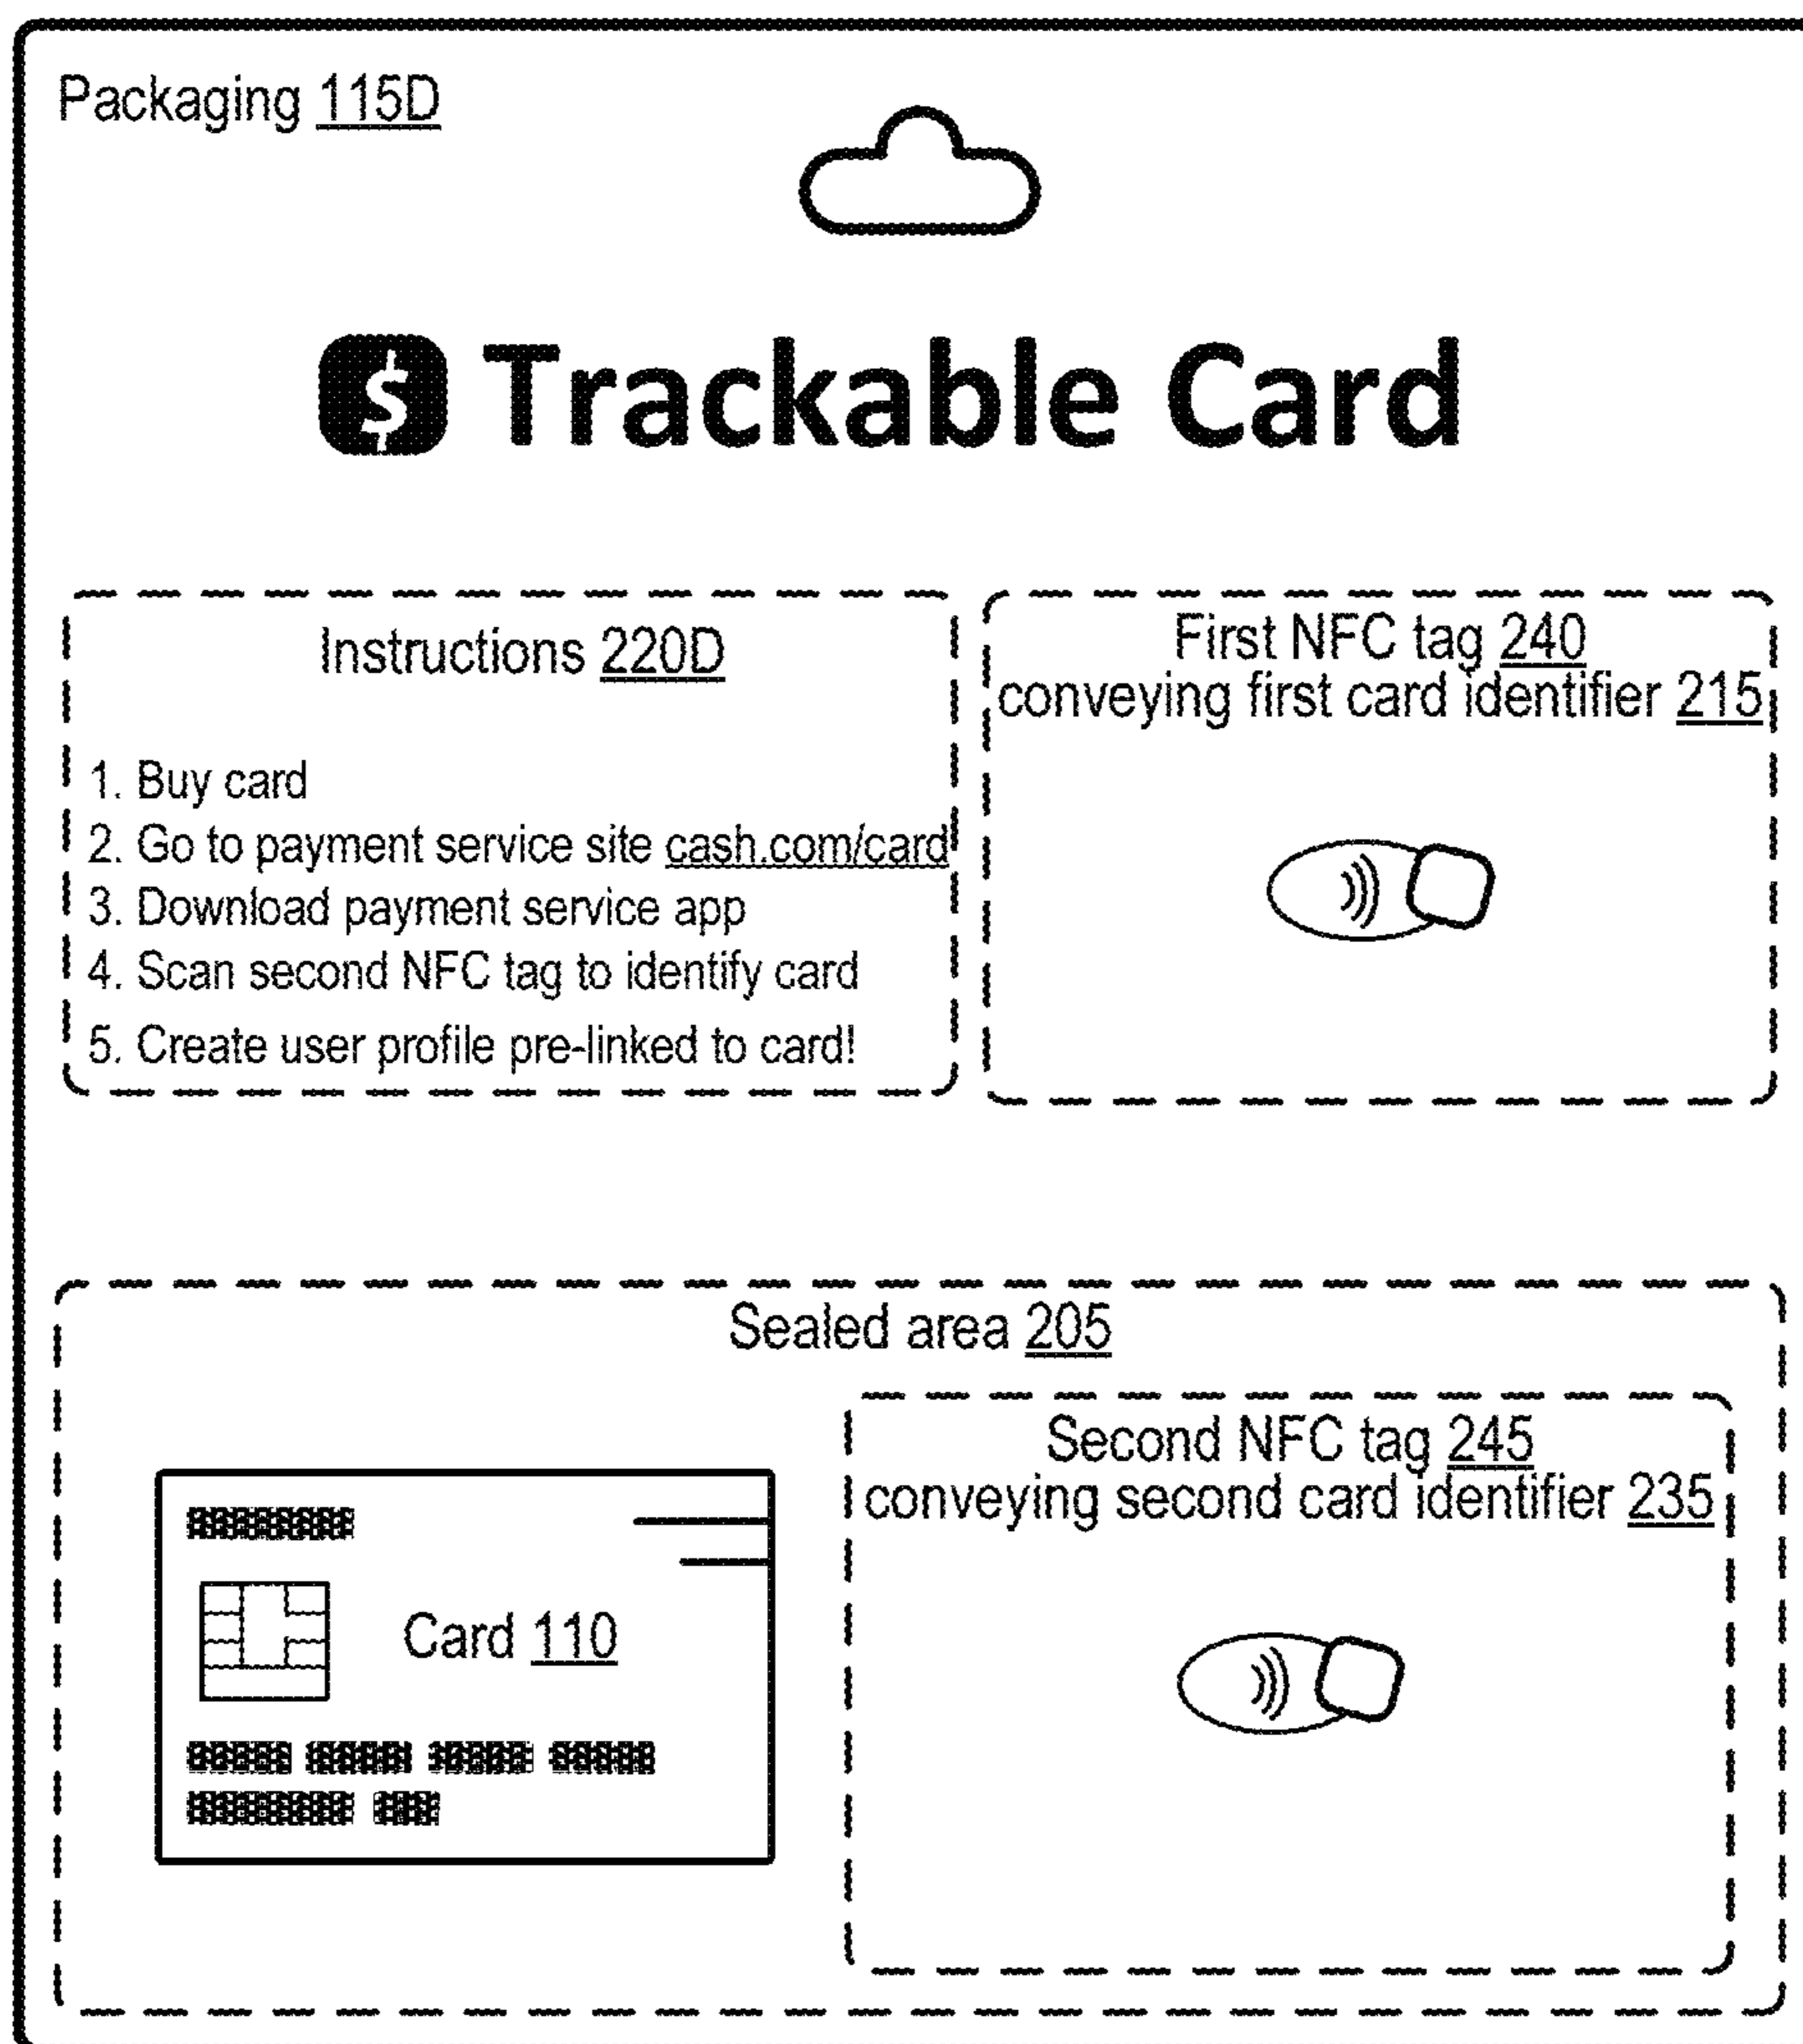 Packaging 115D
$ Trackable Card
Instructions 220D
1. Buy card
2. Go to payment service site cash.com/card
3. Download payment service app
4. Scan second NFC tag to identify card
5. Create user profile pre-linked to card!
First NFC tag 240
conveying first card identifier 215
Sealed area 205
Card 110
Second NFC tag 245
conveying second card identifier 235